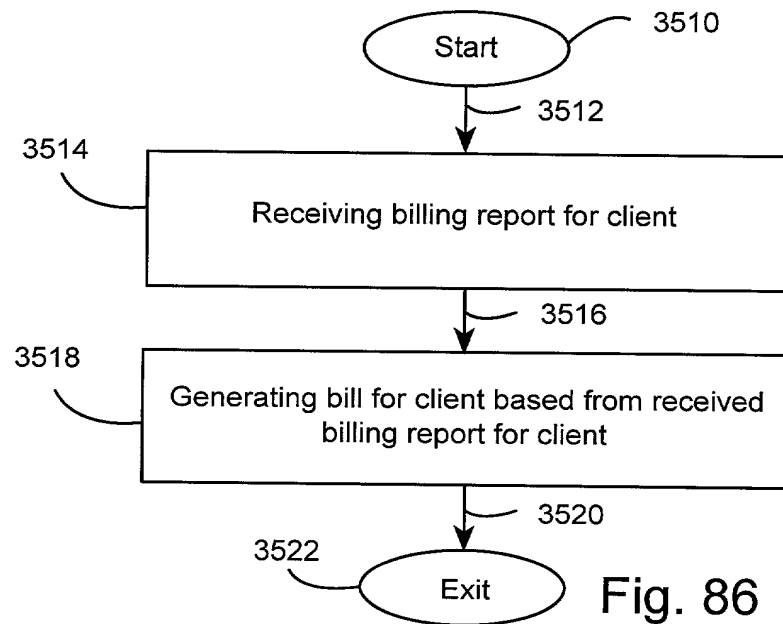 Start
3510
3512
3514
Receiving billing report for client
3516
3518
Generating bill for client based from received
billing report for client
3520
3522
Exit
Fig. 86